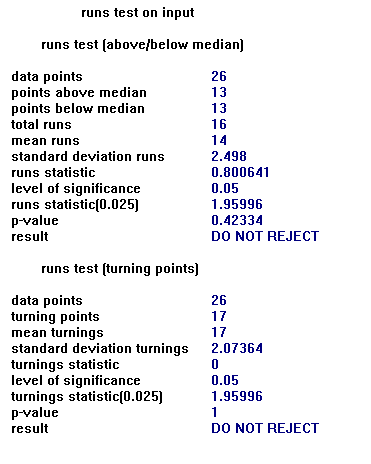 runs test on input
runs test (above/below median)
data points 26
points above median 13
points below median 13
total runs 16
mean runs 14
standard deviation runs 2.498
runs statistic 0.800641
level of significance 0.05
runs statistic(0.025) 1.95996
p-value 0.42334
result DO NOT REJECT
runs test (turning points)
data points 26
turning points 17
mean turnings 17
standard deviation turnings 2.07364
turnings statistic 0
level of significance 0.05
turnings statistic(0.025) 1.95996
p-value 1
result DO NOT REJECT